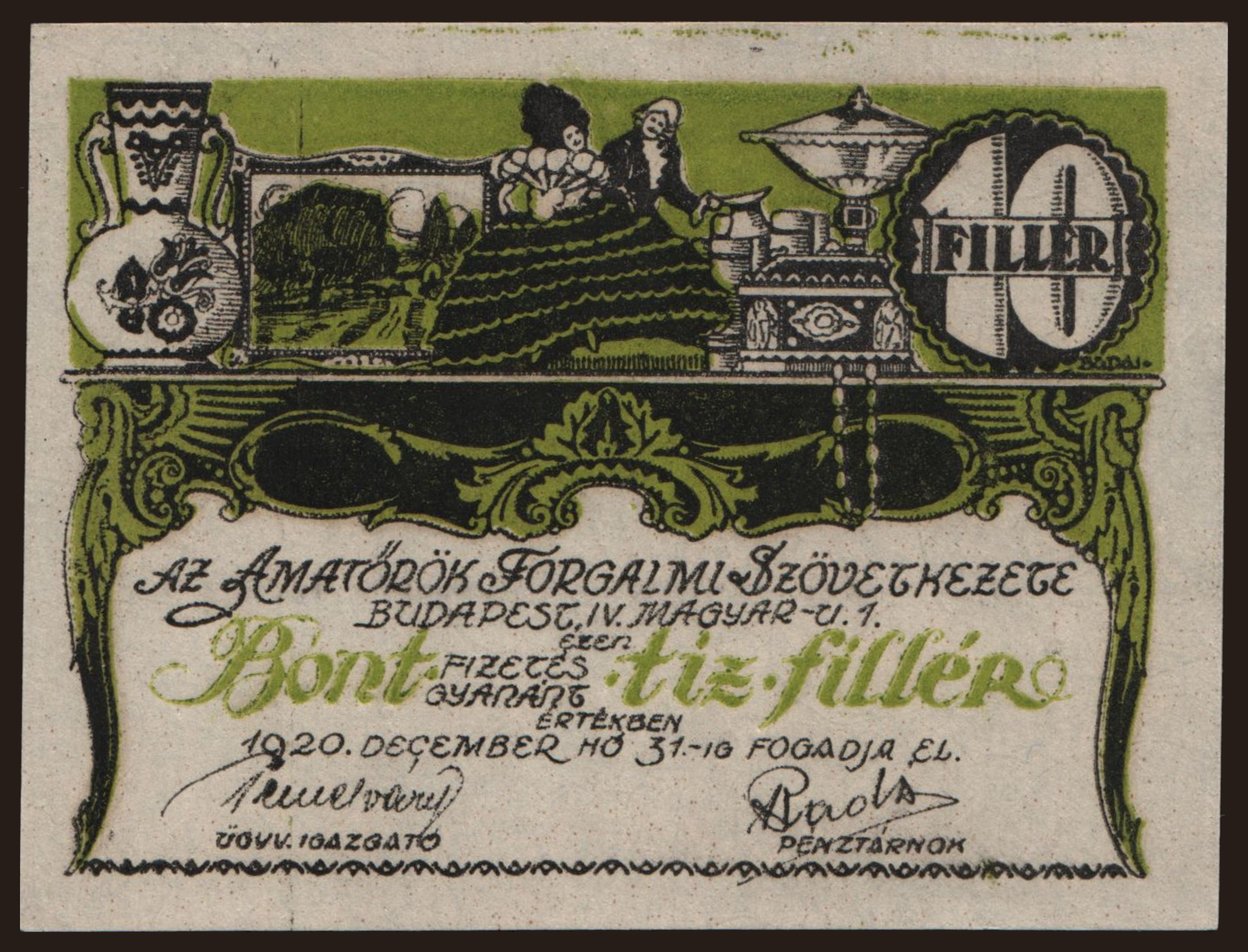 10
FILLÉR
BODAI.
AZ AMATŐRÖK FORGALMI SZÖVETKEZETE
BUDAPEST, IV. MAGYAR-U. 1.
Bont ezen FIZETÉS GYANÁNT ÉRTÉKBEN tiz fillér
1920. DECEMBER HÓ 31.-IG FOGADJA EL.
ÜGYV. IGAZGATÓ
PÉNZTÁRNOK